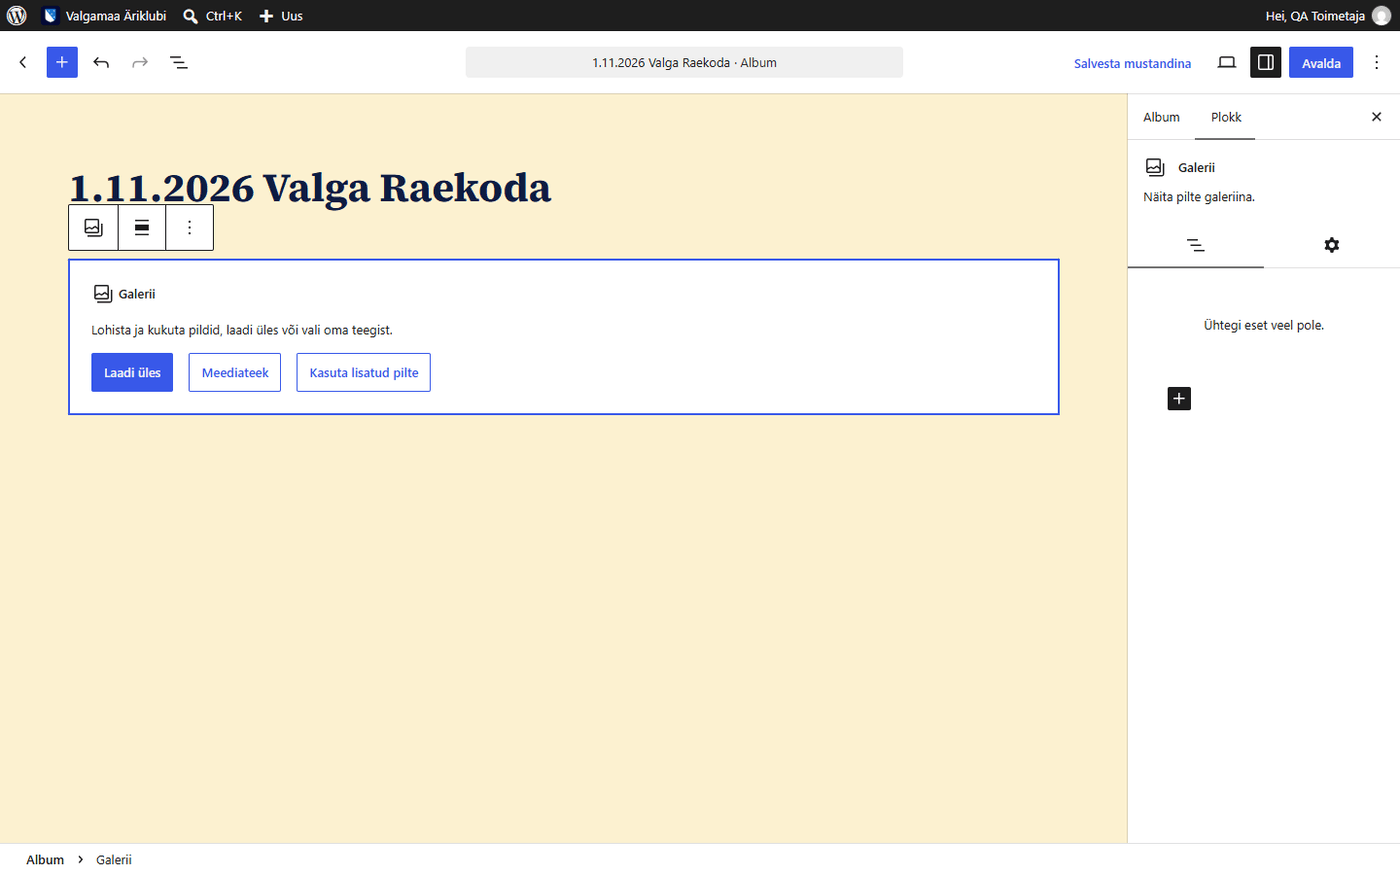 Valgamaa Äriklubi Ctrl+K Uus Hei, QA Toimetaja
1.11.2026 Valga Raekoda · Album Salvesta mustandina Avalda
Album Plokk
1.11.2026 Valga Raekoda
Galerii
Näita pilte galeriina.
Galerii
Lohista ja kukuta pildid, laadi üles või vali oma teegist.
Laadi üles Meediateek Kasuta lisatud pilte
Ühtegi eset veel pole.
Album Galerii